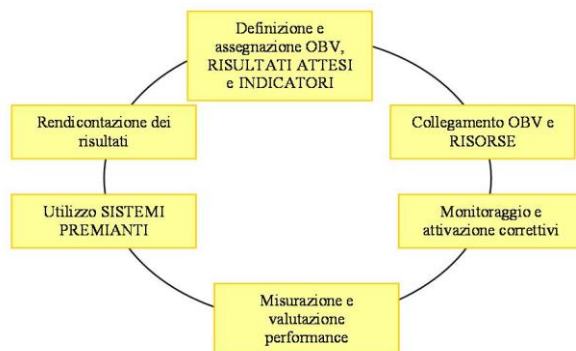 Definizione e
assegnazione OBV,
RISULTATI ATTESI
e INDICATORI
Collegamento OBV e
RISORSE
Monitoraggio e
attivazione correttivi
Misurazione e
valutazione
performance
Utilizzo SISTEMI
PREMIANTI
Rendicontazione dei
risultati